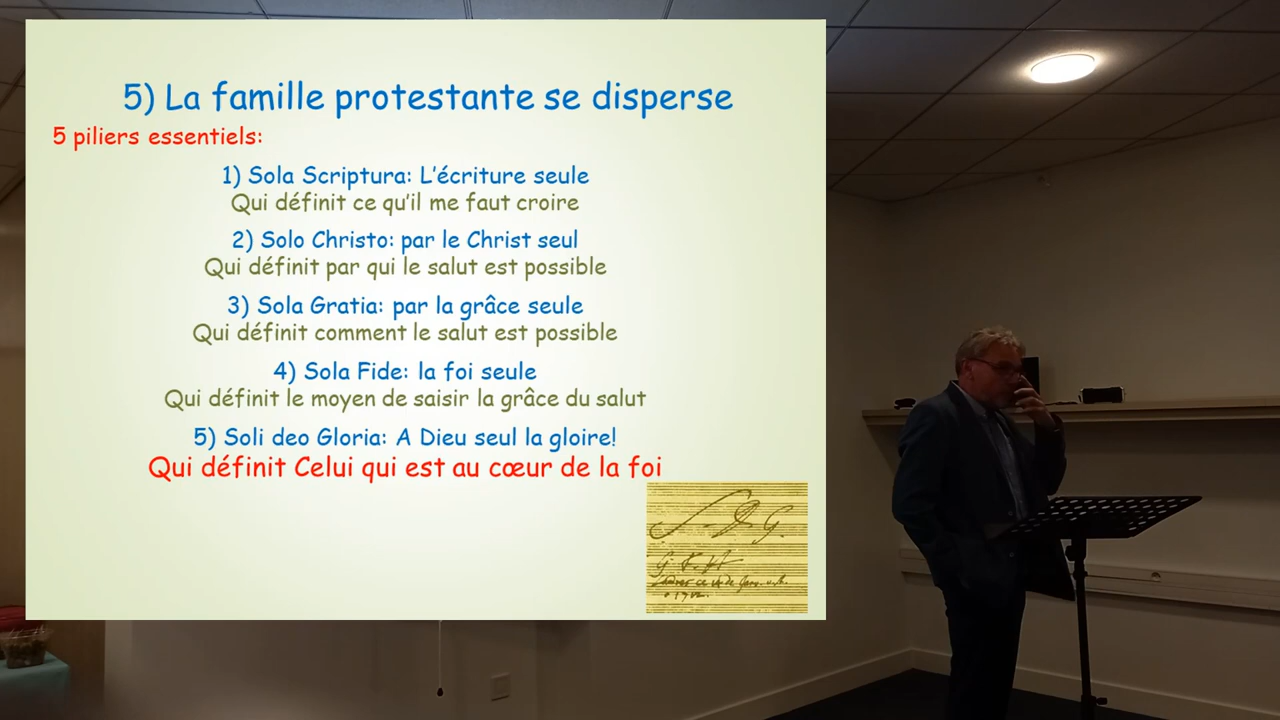 5) La famille protestante se disperse
5 piliers essentiels:
1) Sola Scriptura: L'écriture seule
Qui définit ce qu'il me faut croire
2) Solo Christo: par le Christ seul
Qui définit par qui le salut est possible
3) Sola Gratia: par la grâce seule
Qui définit comment le salut est possible
4) Sola Fide: la foi seule
Qui définit le moyen de saisir la grâce du salut
5) Soli deo Gloria: A Dieu seul la gloire!
Qui définit Celui qui est au cœur de la foi
S. D. G.